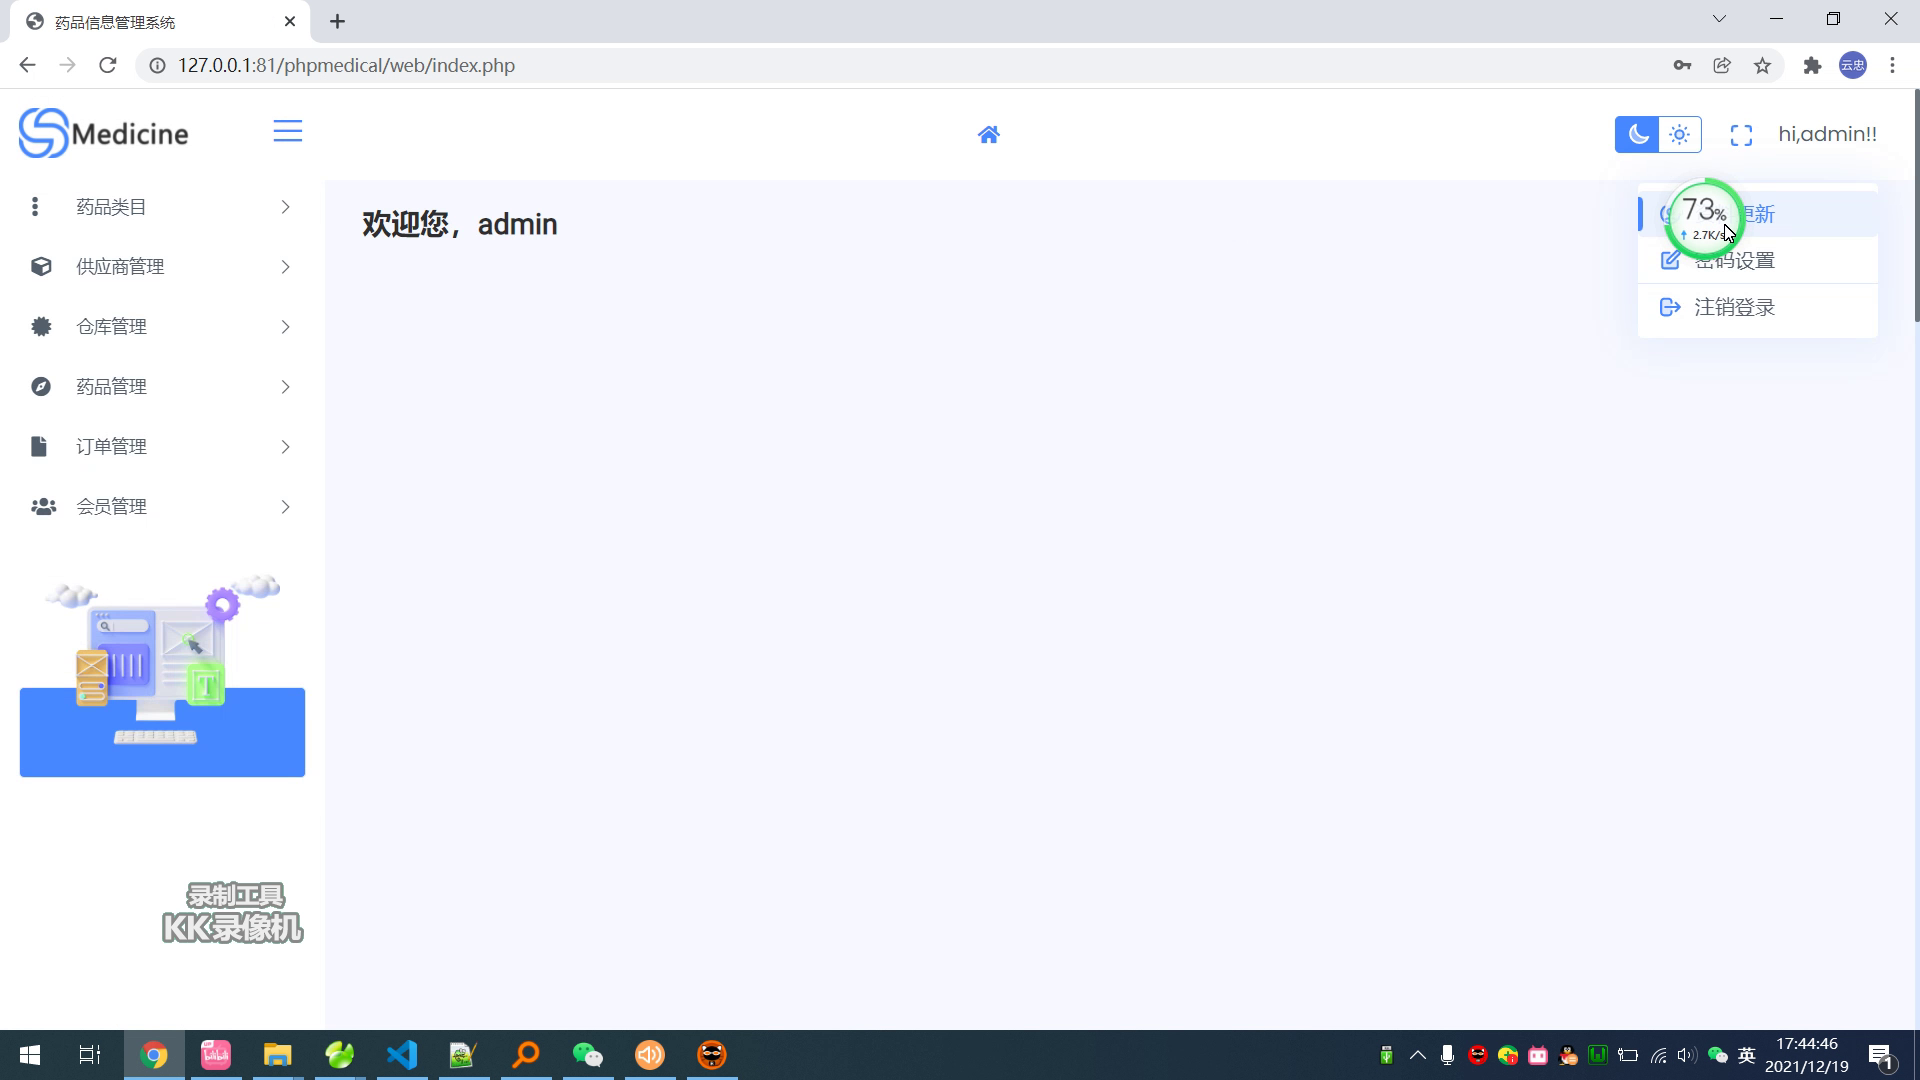 药品信息管理系统
127.0.0.1:81/phpmedical/web/index.php
云忠
Medicine
hi,admin!!
药品类目
供应商管理
仓库管理
药品管理
订单管理
会员管理
欢迎您，admin
73%
2.7K/s
更新
密码设置
注销登录
T
录制工具
KK录像机
bilibili
英
17:44:46
2021/12/19
1